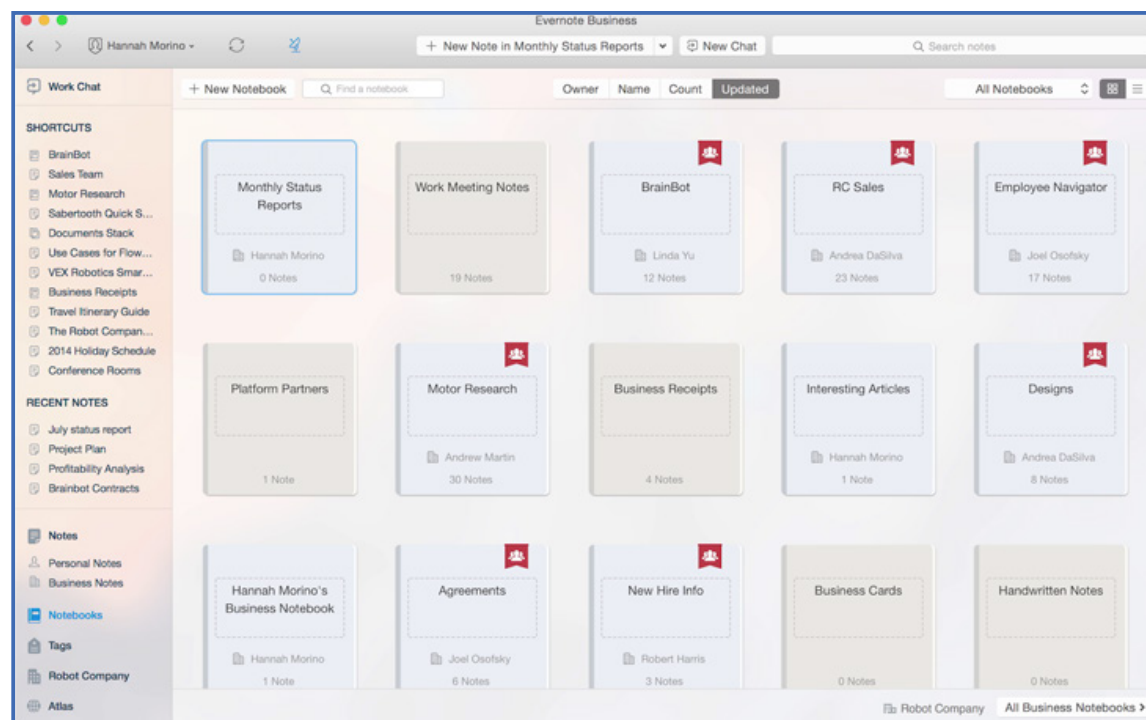 Evernote Business
Hannah Morino
+ New Note in Monthly Status Reports
New Chat
Search notes
Work Chat
+ New Notebook
Find a notebook
Owner Name Count Updated
All Notebooks
SHORTCUTS
BrainBot
Sales Team
Motor Research
Sabertooth Quick S...
Documents Stack
Use Cases for Flow...
VEX Robotics Smar...
Business Receipts
Travel Itinerary Guide
The Robot Compan...
2014 Holiday Schedule
Conference Rooms
RECENT NOTES
July status report
Project Plan
Profitability Analysis
Brainbot Contracts
Notes
Personal Notes
Business Notes
Notebooks
Tags
Robot Company
Atlas
Monthly Status
Reports
Hannah Morino
0 Notes
Work Meeting Notes
19 Notes
BrainBot
Linda Yu
12 Notes
RC Sales
Andrea DaSilva
23 Notes
Employee Navigator
Joel Osofsky
17 Notes
Platform Partners
1 Note
Motor Research
Andrew Martin
30 Notes
Business Receipts
4 Notes
Interesting Articles
Hannah Morino
1 Note
Designs
Andrea DaSilva
8 Notes
Hannah Morino's
Business Notebook
Hannah Morino
1 Note
Agreements
Joel Osofsky
6 Notes
New Hire Info
Robert Harris
3 Notes
Business Cards
0 Notes
Handwritten Notes
0 Notes
Robot Company
All Business Notebooks >